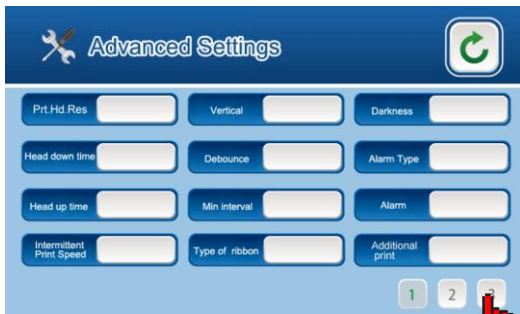 Advanced Settings
Prt.Hd.Res
Vertical
Darkness
Head down time
Debounce
Alarm Type
Head up time
Min interval
Alarm
Intermittent
Print Speed
Type of ribbon
Additional
print
1
2
3